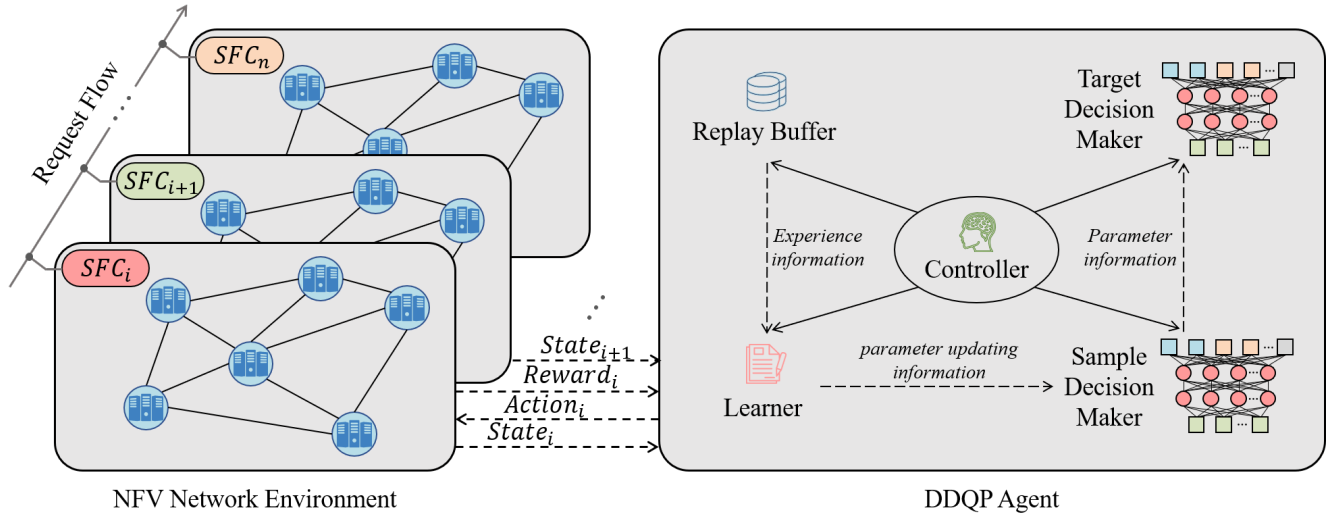 Request Flow
SFC_n
SFC_{i+1}
SFC_i
State_{i+1}
Reward_i
Action_i
State_i
NFV Network Environment
Replay Buffer
Target
Decision
Maker
Experience
information
Controller
Parameter
information
Learner
parameter updating
information
Sample
Decision
Maker
DDQP Agent